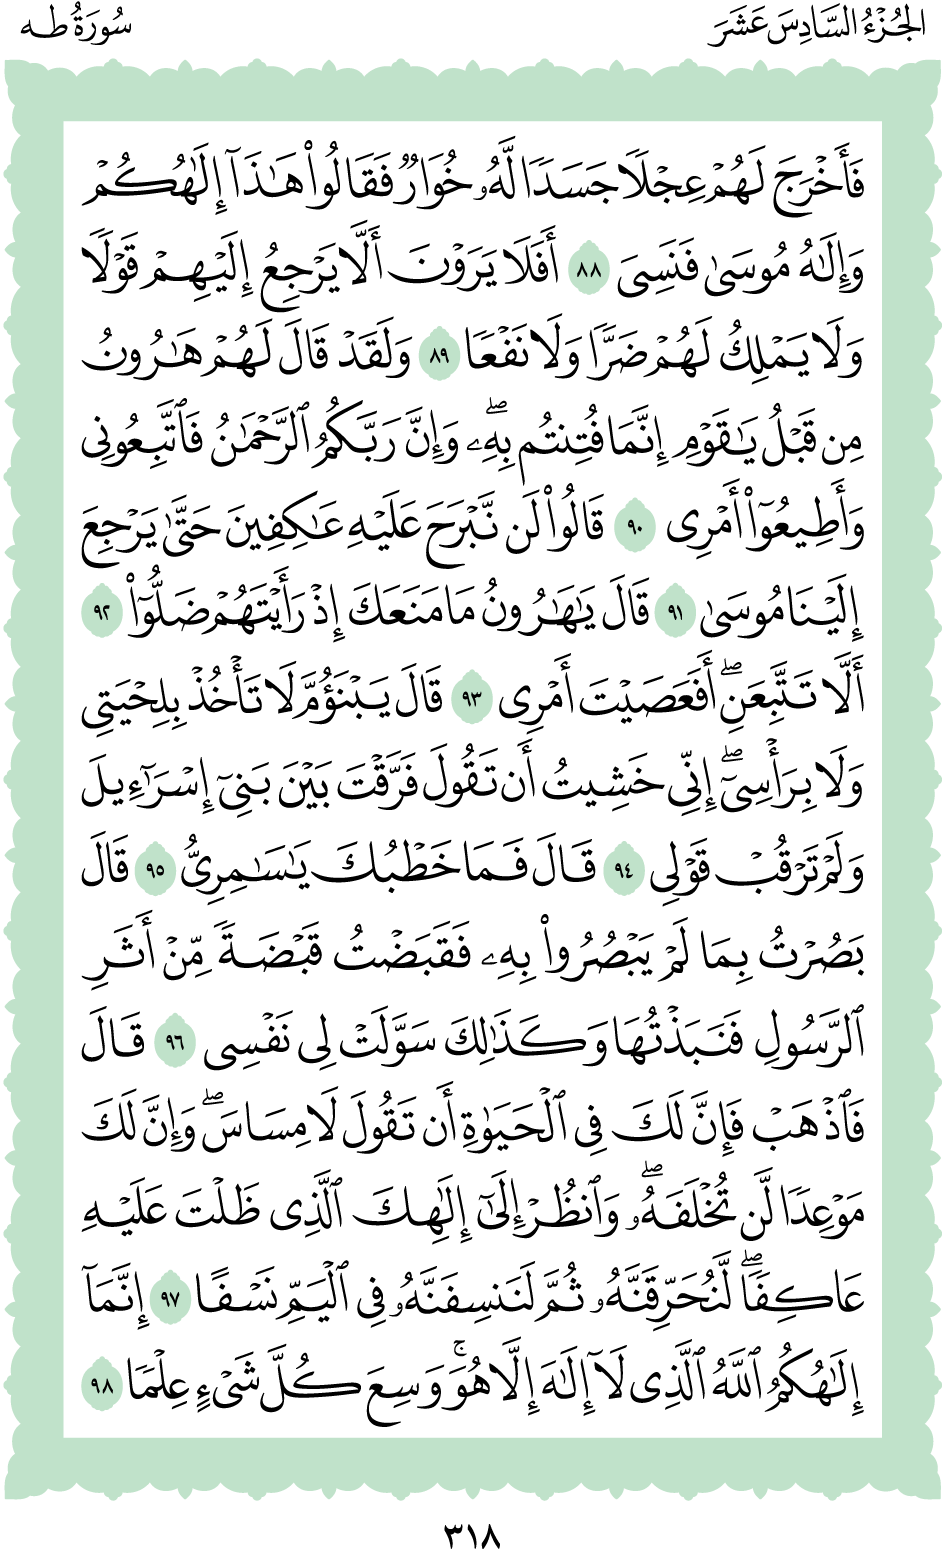 الجُزْءُ السَّادِسَ عَشَرَ
سُورَةُ طه
فَأَخْرَجَ لَهُمْ عِجْلًا جَسَدًا لَّهُۥ خُوَارٌ فَقَالُوا۟ هَـٰذَآ إِلَـٰهُكُمْ
وَإِلَـٰهُ مُوسَىٰ فَنَسِىَ ٨٨ أَفَلَا يَرَوْنَ أَلَّا يَرْجِعُ إِلَيْهِمْ قَوْلًا
وَلَا يَمْلِكُ لَهُمْ ضَرًّا وَلَا نَفْعًا ٨٩ وَلَقَدْ قَالَ لَهُمْ هَـٰرُونُ
مِن قَبْلُ يَـٰقَوْمِ إِنَّمَا فُتِنتُم بِهِۦۖ وَإِنَّ رَبَّكُمُ ٱلرَّحْمَـٰنُ فَٱتَّبِعُونِى
وَأَطِيعُوٓا۟ أَمْرِى ٩٠ قَالُوا۟ لَن نَّبْرَحَ عَلَيْهِ عَـٰكِفِينَ حَتَّىٰ يَرْجِعَ
إِلَيْنَا مُوسَىٰ ٩١ قَالَ يَـٰهَـٰرُونُ مَا مَنَعَكَ إِذْ رَأَيْتَهُمْ ضَلُّوٓا۟ ٩٢
أَلَّا تَتَّبِعَنِۖ أَفَعَصَيْتَ أَمْرِى ٩٣ قَالَ يَبْنَؤُمَّ لَا تَأْخُذْ بِلِحْيَتِى
وَلَا بِرَأْسِىٓۖ إِنِّى خَشِيتُ أَن تَقُولَ فَرَّقْتَ بَيْنَ بَنِىٓ إِسْرَٰٓءِيلَ
وَلَمْ تَرْقُبْ قَوْلِى ٩٤ قَالَ فَمَا خَطْبُكَ يَـٰسَـٰمِرِىُّ ٩٥ قَالَ
بَصُرْتُ بِمَا لَمْ يَبْصُرُوا۟ بِهِۦ فَقَبَضْتُ قَبْضَةً مِّنْ أَثَرِ
ٱلرَّسُولِ فَنَبَذْتُهَا وَكَذَٰلِكَ سَوَّلَتْ لِى نَفْسِى ٩٦ قَالَ
فَٱذْهَبْ فَإِنَّ لَكَ فِى ٱلْحَيَوٰةِ أَن تَقُولَ لَا مِسَاسَۖ وَإِنَّ لَكَ
مَوْعِدًا لَّن تُخْلَفَهُۥۖ وَٱنظُرْ إِلَىٰٓ إِلَـٰهِكَ ٱلَّذِى ظَلْتَ عَلَيْهِ
عَاكِفًاۖ لَّنُحَرِّقَنَّهُۥ ثُمَّ لَنَنسِفَنَّهُۥ فِى ٱلْيَمِّ نَسْفًا ٩٧ إِنَّمَآ
إِلَـٰهُكُمُ ٱللَّهُ ٱلَّذِى لَآ إِلَـٰهَ إِلَّا هُوَۚ وَسِعَ كُلَّ شَىْءٍ عِلْمًا ٩٨
٣١٨